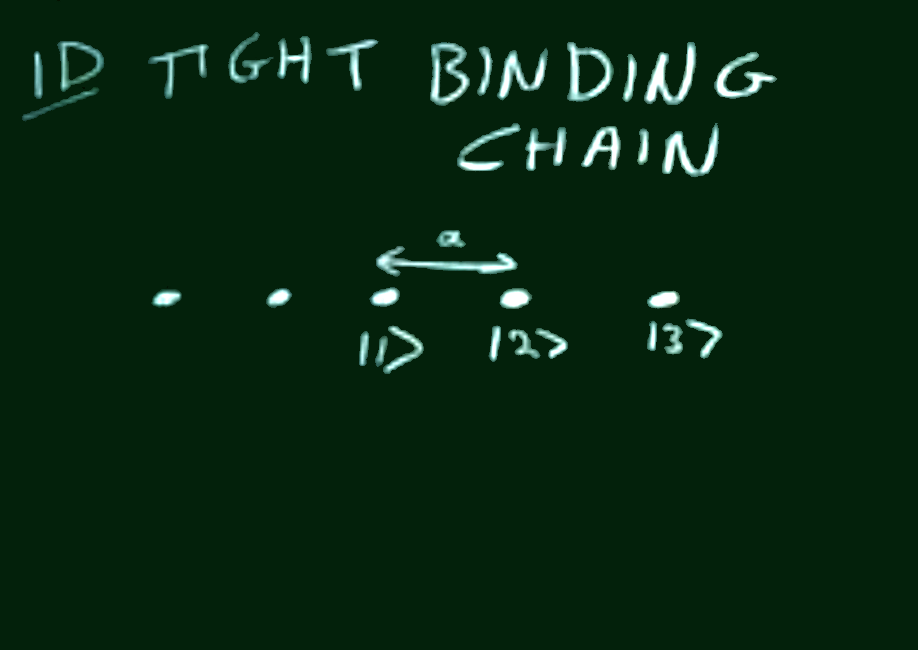 1D TIGHT BINDING
CHAIN
a
|1> |2> |3>